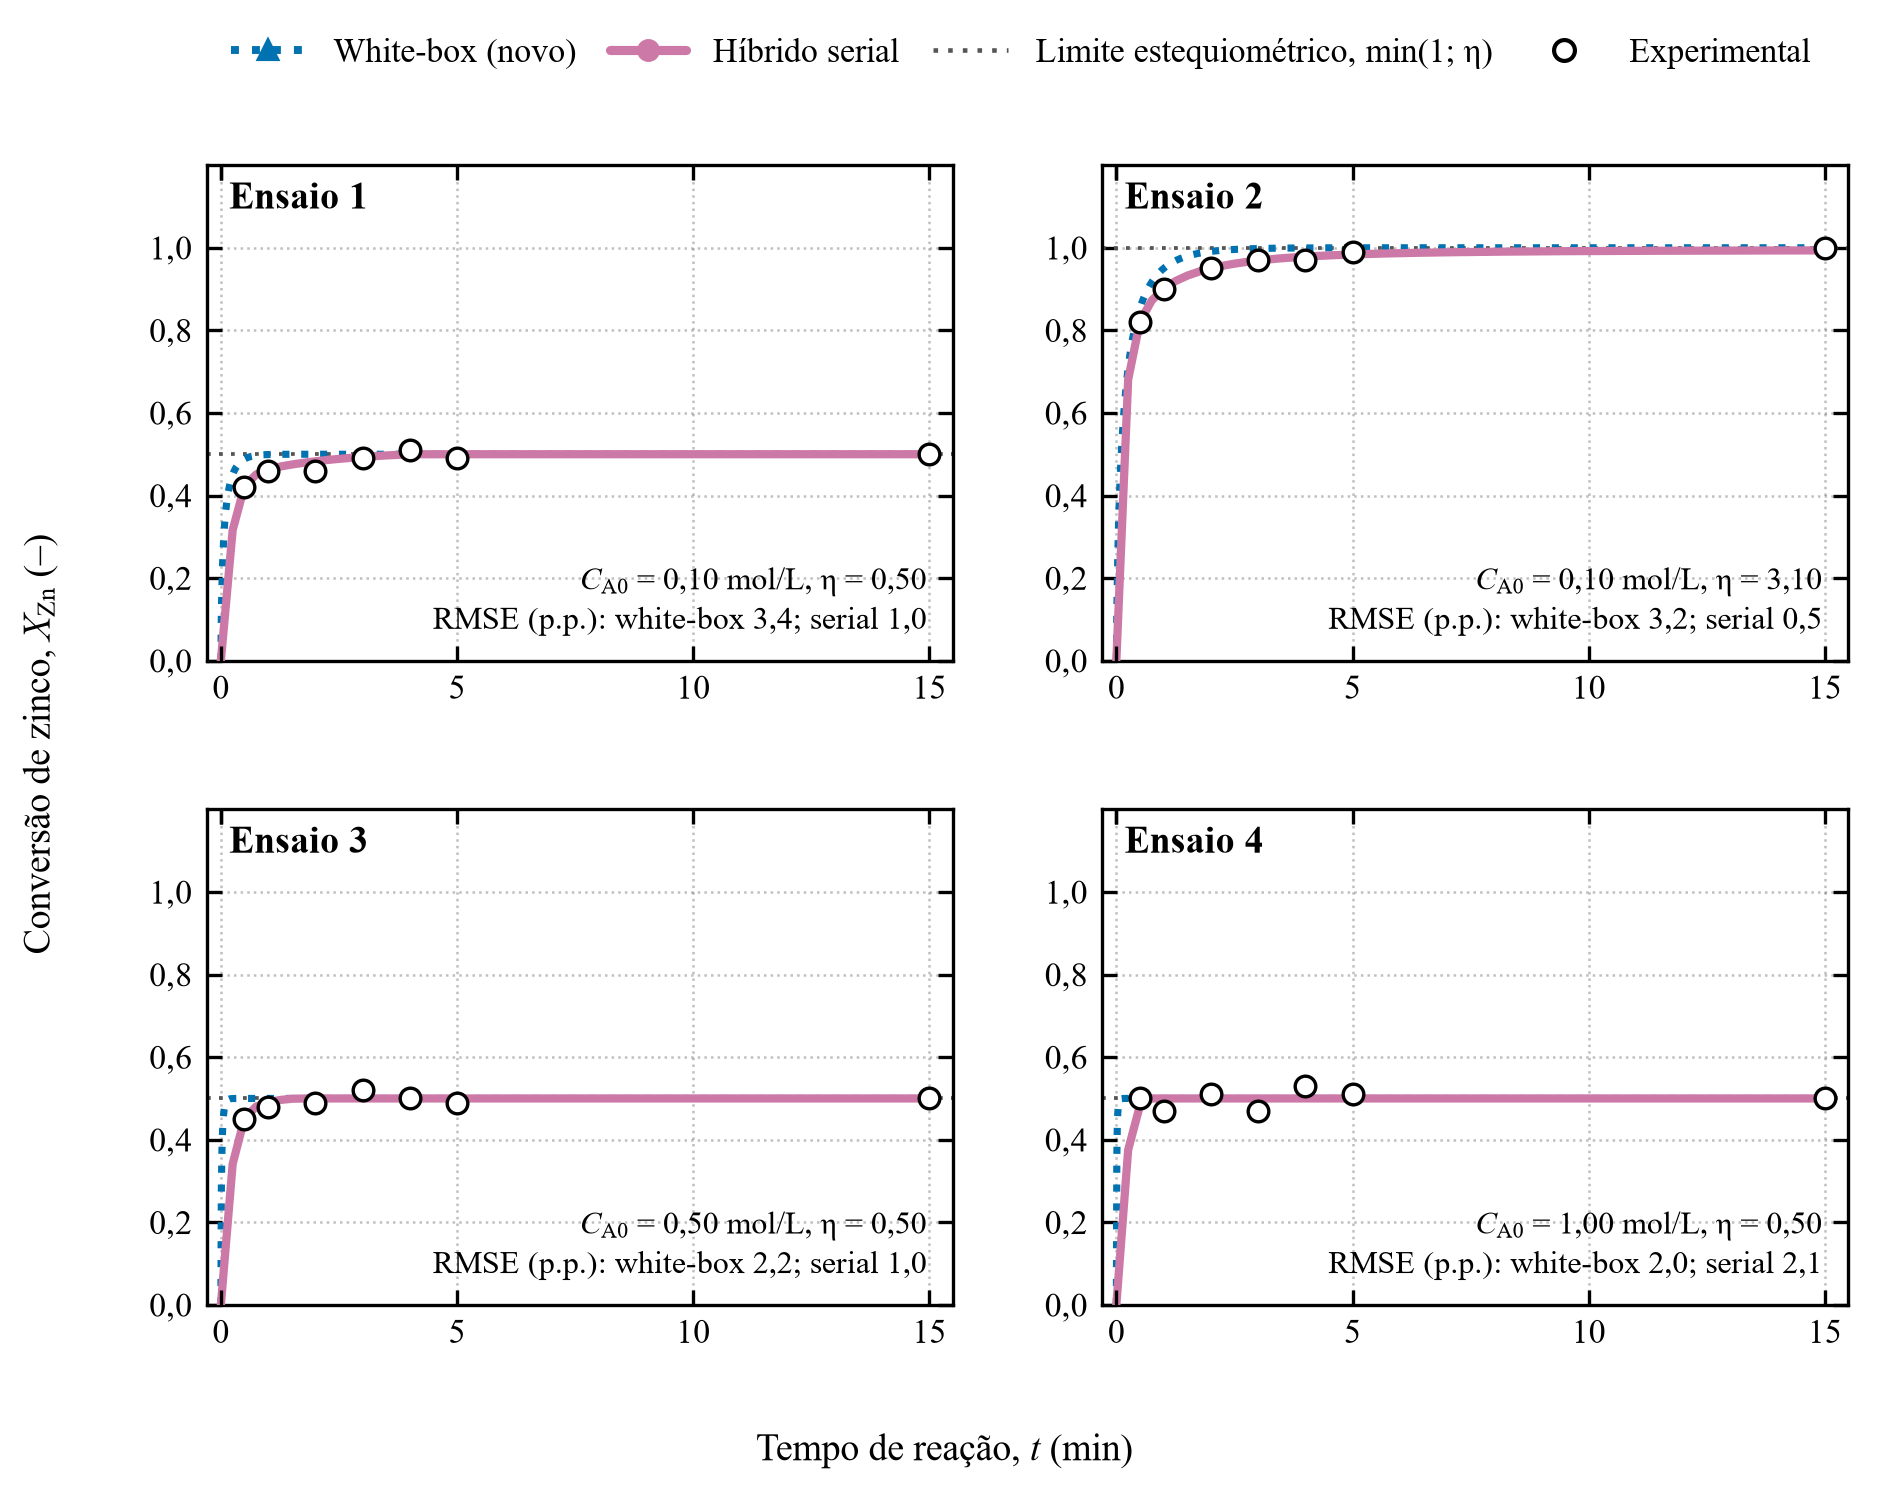 White-box (novo) Híbrido serial Limite estequiométrico, min(1; η) Experimental
Conversão de zinco, XZn (–)
Ensaio 1
1,0
0,8
0,6
0,4
0,2
0,0
CA0 = 0,10 mol/L, η = 0,50
RMSE (p.p.): white-box 3,4; serial 1,0
0 5 10 15
Ensaio 2
1,0
0,8
0,6
0,4
0,2
0,0
CA0 = 0,10 mol/L, η = 3,10
RMSE (p.p.): white-box 3,2; serial 0,5
0 5 10 15
Ensaio 3
1,0
0,8
0,6
0,4
0,2
0,0
CA0 = 0,50 mol/L, η = 0,50
RMSE (p.p.): white-box 2,2; serial 1,0
0 5 10 15
Ensaio 4
1,0
0,8
0,6
0,4
0,2
0,0
CA0 = 1,00 mol/L, η = 0,50
RMSE (p.p.): white-box 2,0; serial 2,1
0 5 10 15
Tempo de reação, t (min)